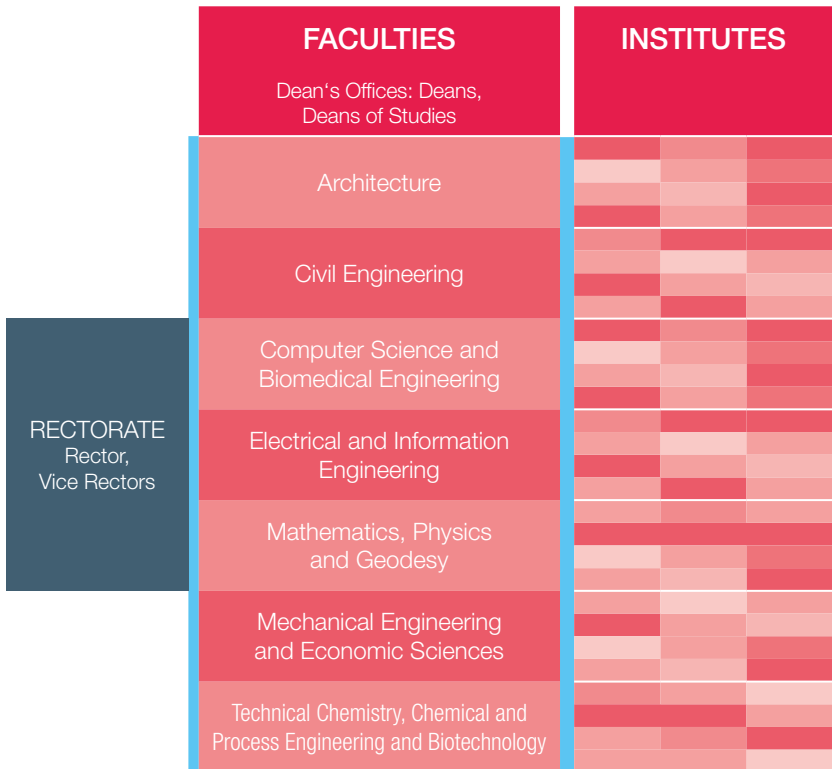 FACULTIES
Dean‘s Offices: Deans,
Deans of Studies
INSTITUTES
Architecture
Civil Engineering
Computer Science and
Biomedical Engineering
RECTORATE
Rector,
Vice Rectors
Electrical and Information
Engineering
Mathematics, Physics
and Geodesy
Mechanical Engineering
and Economic Sciences
Technical Chemistry, Chemical and
Process Engineering and Biotechnology